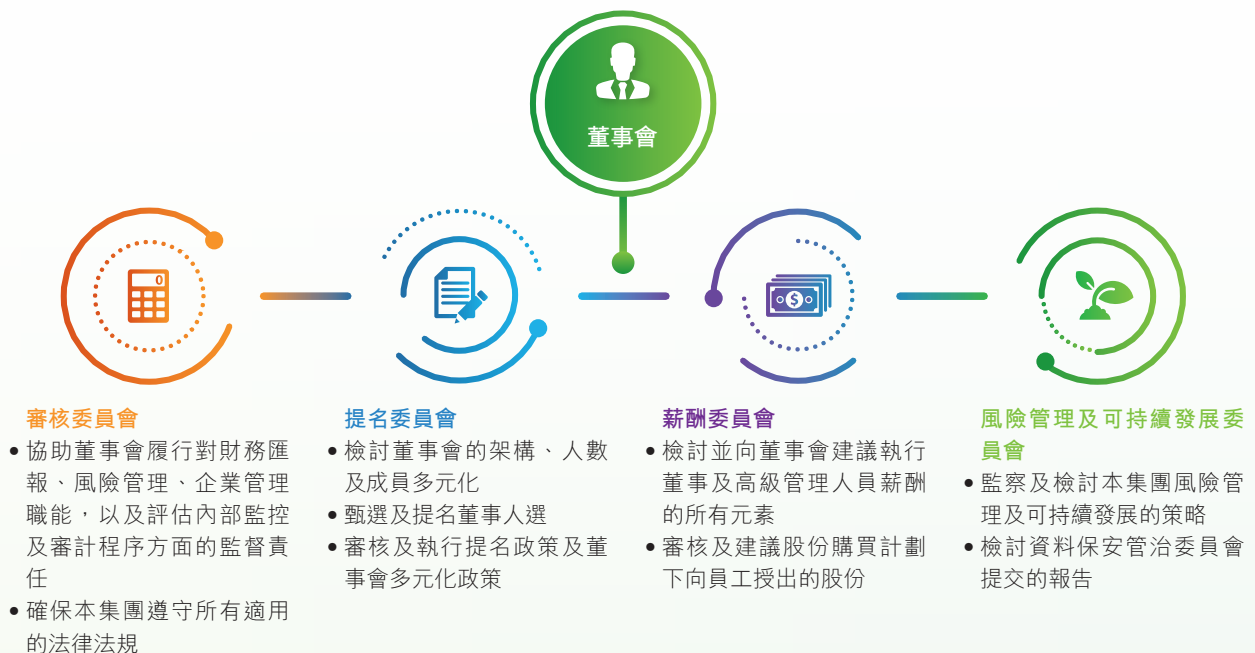 董事會
審核委員會
• 協助董事會履行對財務匯
報、風險管理、企業管理
職能，以及評估內部監控
及審計程序方面的監督責
任
• 確保本集團遵守所有適用
的法律法規
提名委員會
• 檢討董事會的架構、人數
及成員多元化
• 甄選及提名董事人選
• 審核及執行提名政策及董
事會多元化政策
薪酬委員會
• 檢討並向董事會建議執行
董事及高級管理人員薪酬
的所有元素
• 審核及建議股份購買計劃
下向員工授出的股份
風險管理及可持續發展委
員會
• 監察及檢討本集團風險管
理及可持續發展的策略
• 檢討資料保安管治委員會
提交的報告